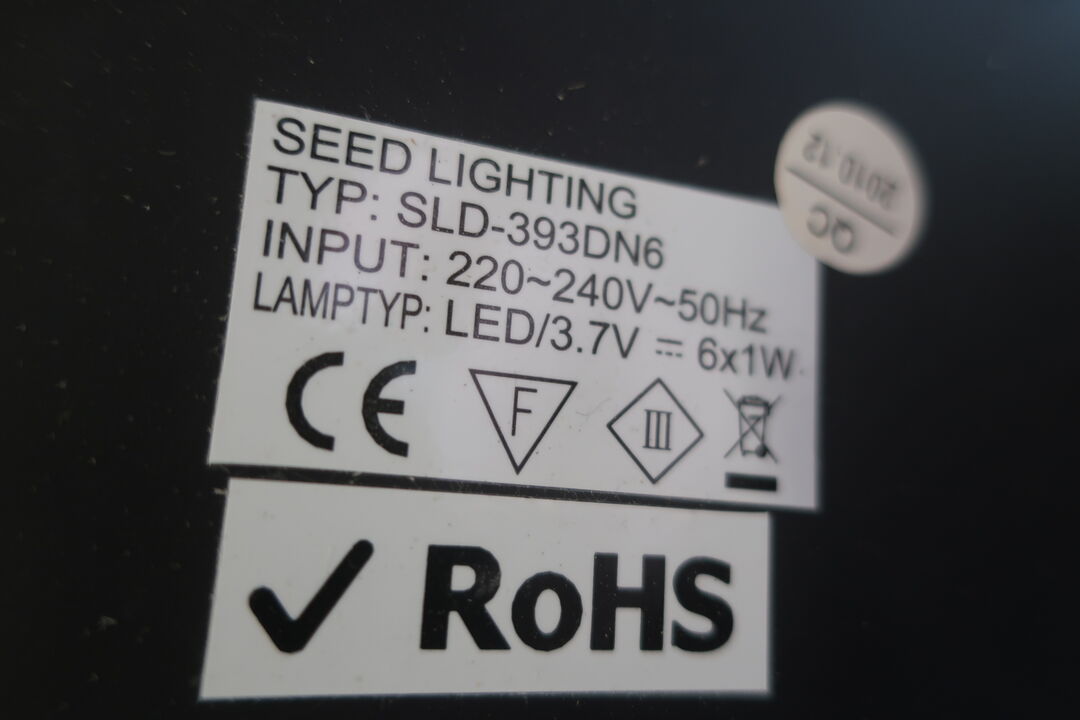 SEED LIGHTING
TYP: SLD-393DN6
INPUT: 220~240V~50Hz
LAMPTYP: LED/3.7V ⎓ 6x1W
CE F III
RoHS
QC
2010.12